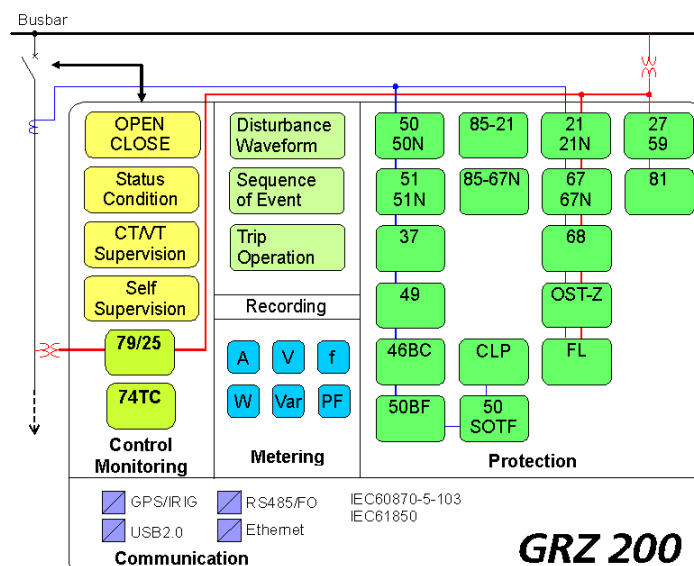 Busbar
OPEN
CLOSE
Status
Condition
CT/VT
Supervision
Self
Supervision
79/25
74TC
Control
Monitoring
Disturbance
Waveform
Sequence
of Event
Trip
Operation
Recording
A V f
W Var PF
Metering
50
50N
85-21
21
21N
27
59
51
51N
85-67N
67
67N
81
37
68
49
OST-Z
46BC
CLP
FL
50BF
50
SOTF
Protection
GPS/IRIG
RS485/FO
IEC60870-5-103
IEC61850
USB2.0
Ethernet
Communication
GRZ 200